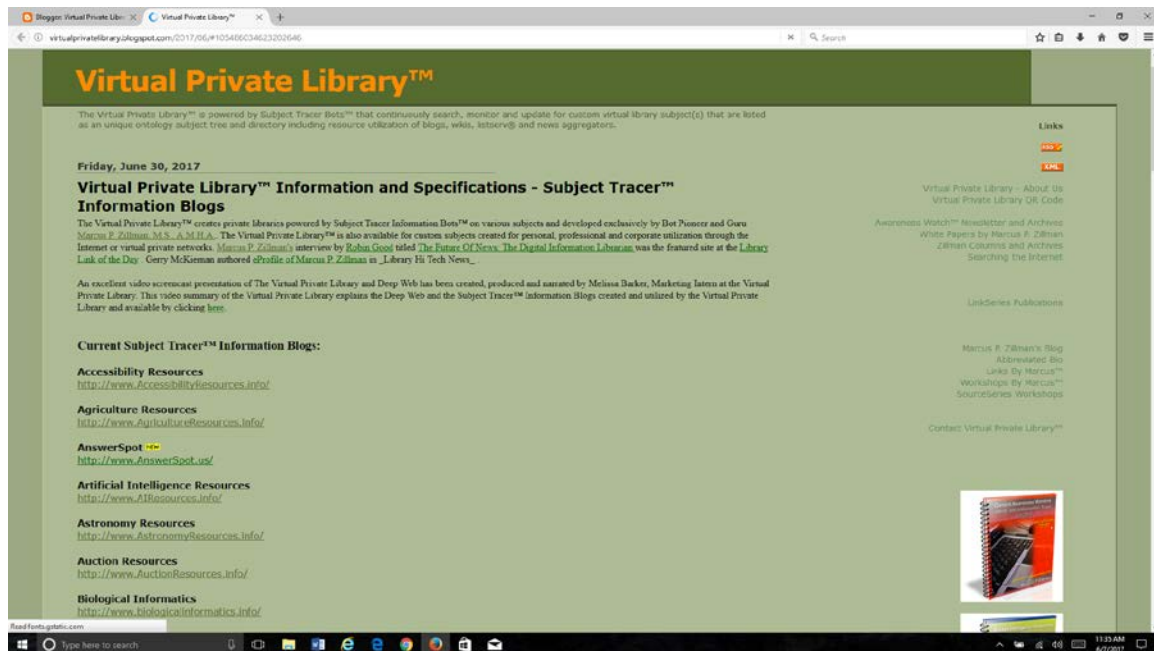 Blogger: Virtual Private Libr
Virtual Private Library™
virtualprivatelibrary.blogspot.com/2017/06/#105486034623202646
Search
Virtual Private Library™
The Virtual Private Library™ is powered by Subject Tracer Bots™ that continuously search, monitor and update for custom virtual library subject(s) that are listed
as an unique ontology subject tree and directory including resource utilization of blogs, wikis, listserv® and news aggregators.
Links
RSS
XML
Friday, June 30, 2017
Virtual Private Library™ Information and Specifications - Subject Tracer™
Information Blogs
The Virtual Private Library™ creates private libraries powered by Subject Tracer Information Bots™ on various subjects and developed exclusively by Bot Pioneer and Guru
Marcus P. Zillman, M.S., A.M.H.A.. The Virtual Private Library™ is also available for custom subjects created for personal, professional and corporate utilization through the
Internet or virtual private networks. Marcus P. Zillman's interview by Robin Good titled The Future Of News: The Digital Information Librarian was the featured site at the Library
Link of the Day . Gerry McKiernan authored eProfile of Marcus P. Zillman in _Library Hi Tech News_ .
An excellent video screencast presentation of The Virtual Private Library and Deep Web has been created, produced and narrated by Melissa Barker, Marketing Intern at the Virtual
Private Library. This video summary of the Virtual Private Library explains the Deep Web and the Subject Tracer™ Information Blogs created and utilized by the Virtual Private
Library and available by clicking here.
Current Subject Tracer™ Information Blogs:
Accessibility Resources
http://www.AccessibilityResources.info/
Agriculture Resources
http://www.AgricultureResources.info/
AnswerSpot NEW
http://www.AnswerSpot.us/
Artificial Intelligence Resources
http://www.AIResources.info/
Astronomy Resources
http://www.AstronomyResources.info/
Auction Resources
http://www.AuctionResources.info/
Biological Informatics
http://www.biologicalinformatics.info/
Virtual Private Library - About Us
Virtual Private Library QR Code
Awareness Watch™ Newsletter and Archives
White Papers by Marcus P. Zillman
Zillman Columns and Archives
Searching the Internet
LinkSeries Publications
Marcus P. Zillman's Blog
Abbreviated Bio
Links By Marcus™
Workshops By Marcus™
SourceSeries Workshops
Contact Virtual Private Library™
Read fonts.gstatic.com
Type here to search
11:35 AM
6/7/2017